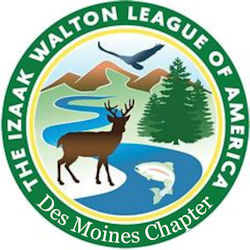 THE IZAAK WALTON LEAGUE OF AMERICA
Des Moines Chapter